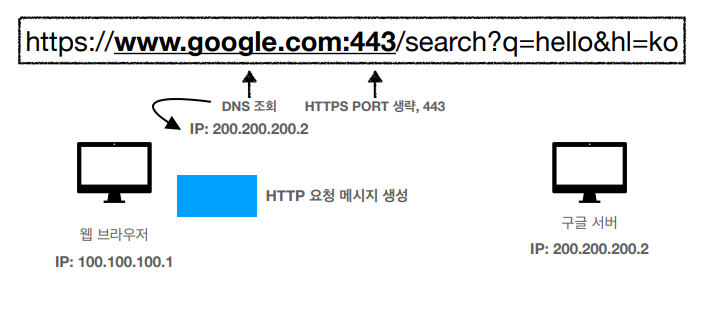 https://www.google.com:443/search?q=hello&hl=ko
DNS 조회
HTTPS PORT 생략, 443
IP: 200.200.200.2
HTTP 요청 메시지 생성
웹 브라우저
IP: 100.100.100.1
구글 서버
IP: 200.200.200.2